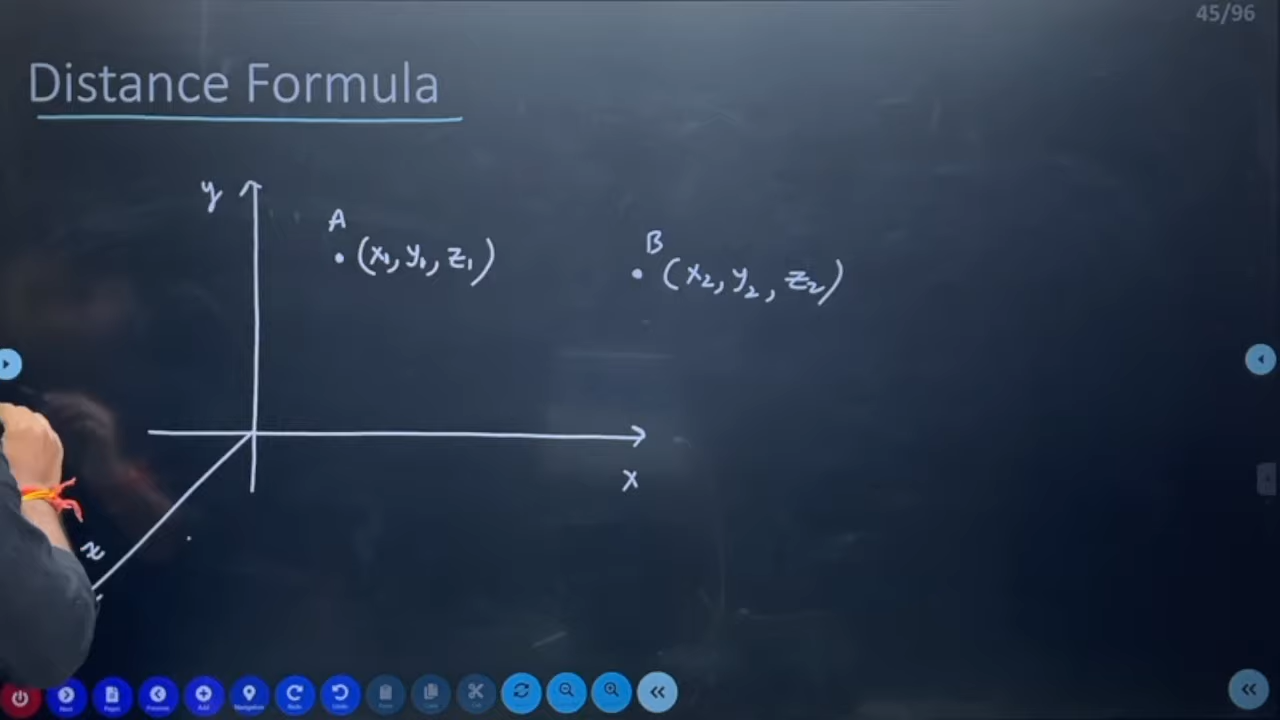 45/96
Distance Formula
y
A
• (x₁, y₁, z₁)
B
• (x₂, y₂, z₂)
x
z